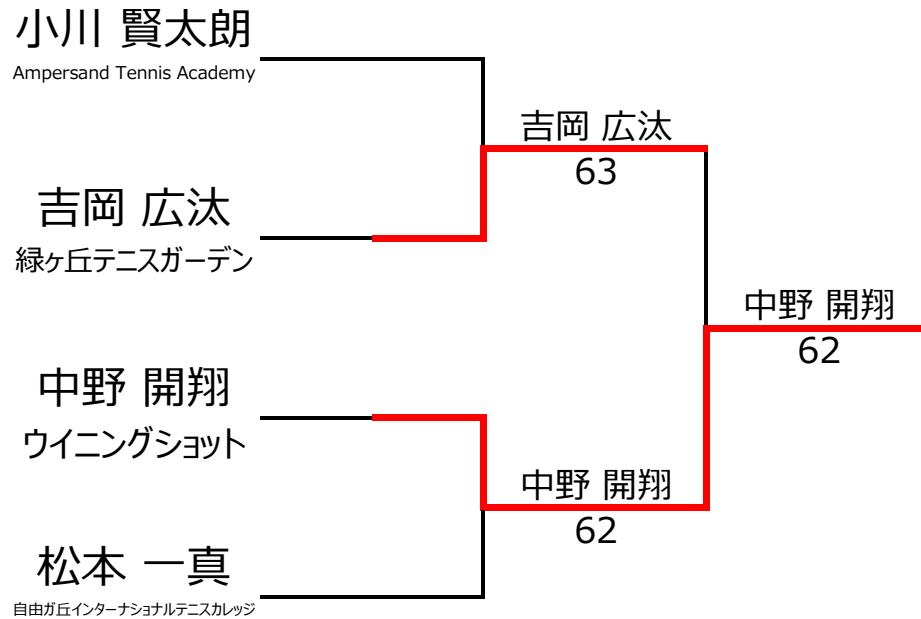 小川 賢太朗
Ampersand Tennis Academy
吉岡 広汰
63
吉岡 広汰
緑ヶ丘テニスガーデン
中野 開翔
62
中野 開翔
ウイニングショット
中野 開翔
62
松本 一真
自由ガ丘インターナショナルテニスカレッジ